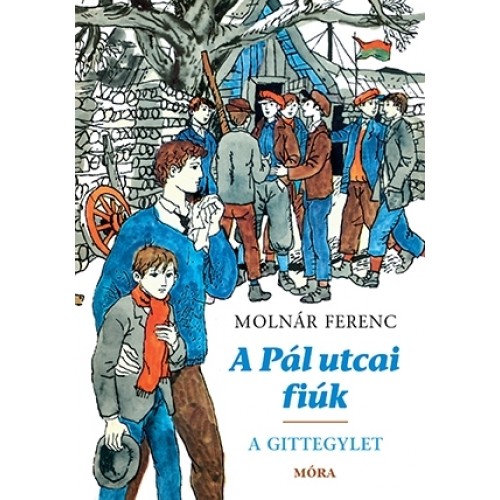 MOLNÁR FERENC
A Pál utcai
fiúk
A GITTEGYLET
MÓRA